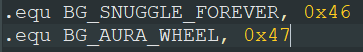 .equ BG_SNUGGLE_FOREVER, 0x46
.equ BG_AURA_WHEEL, 0x47